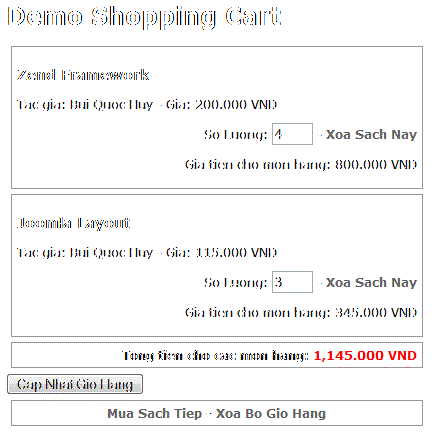 Demo Shopping Cart
Zend Framework
Tac gia: Bui Quoc Huy - Gia: 200.000 VND
So Luong: 4 - Xoa Sach Nay
Gia tien cho mon hang: 800.000 VND
Joomla Layout
Tac gia: Bui Quoc Huy - Gia: 115.000 VND
So Luong: 3 - Xoa Sach Nay
Gia tien cho mon hang: 345.000 VND
Tong tien cho cac mon hang: 1,145.000 VND
Cap Nhat Gio Hang
Mua Sach Tiep - Xoa Bo Gio Hang